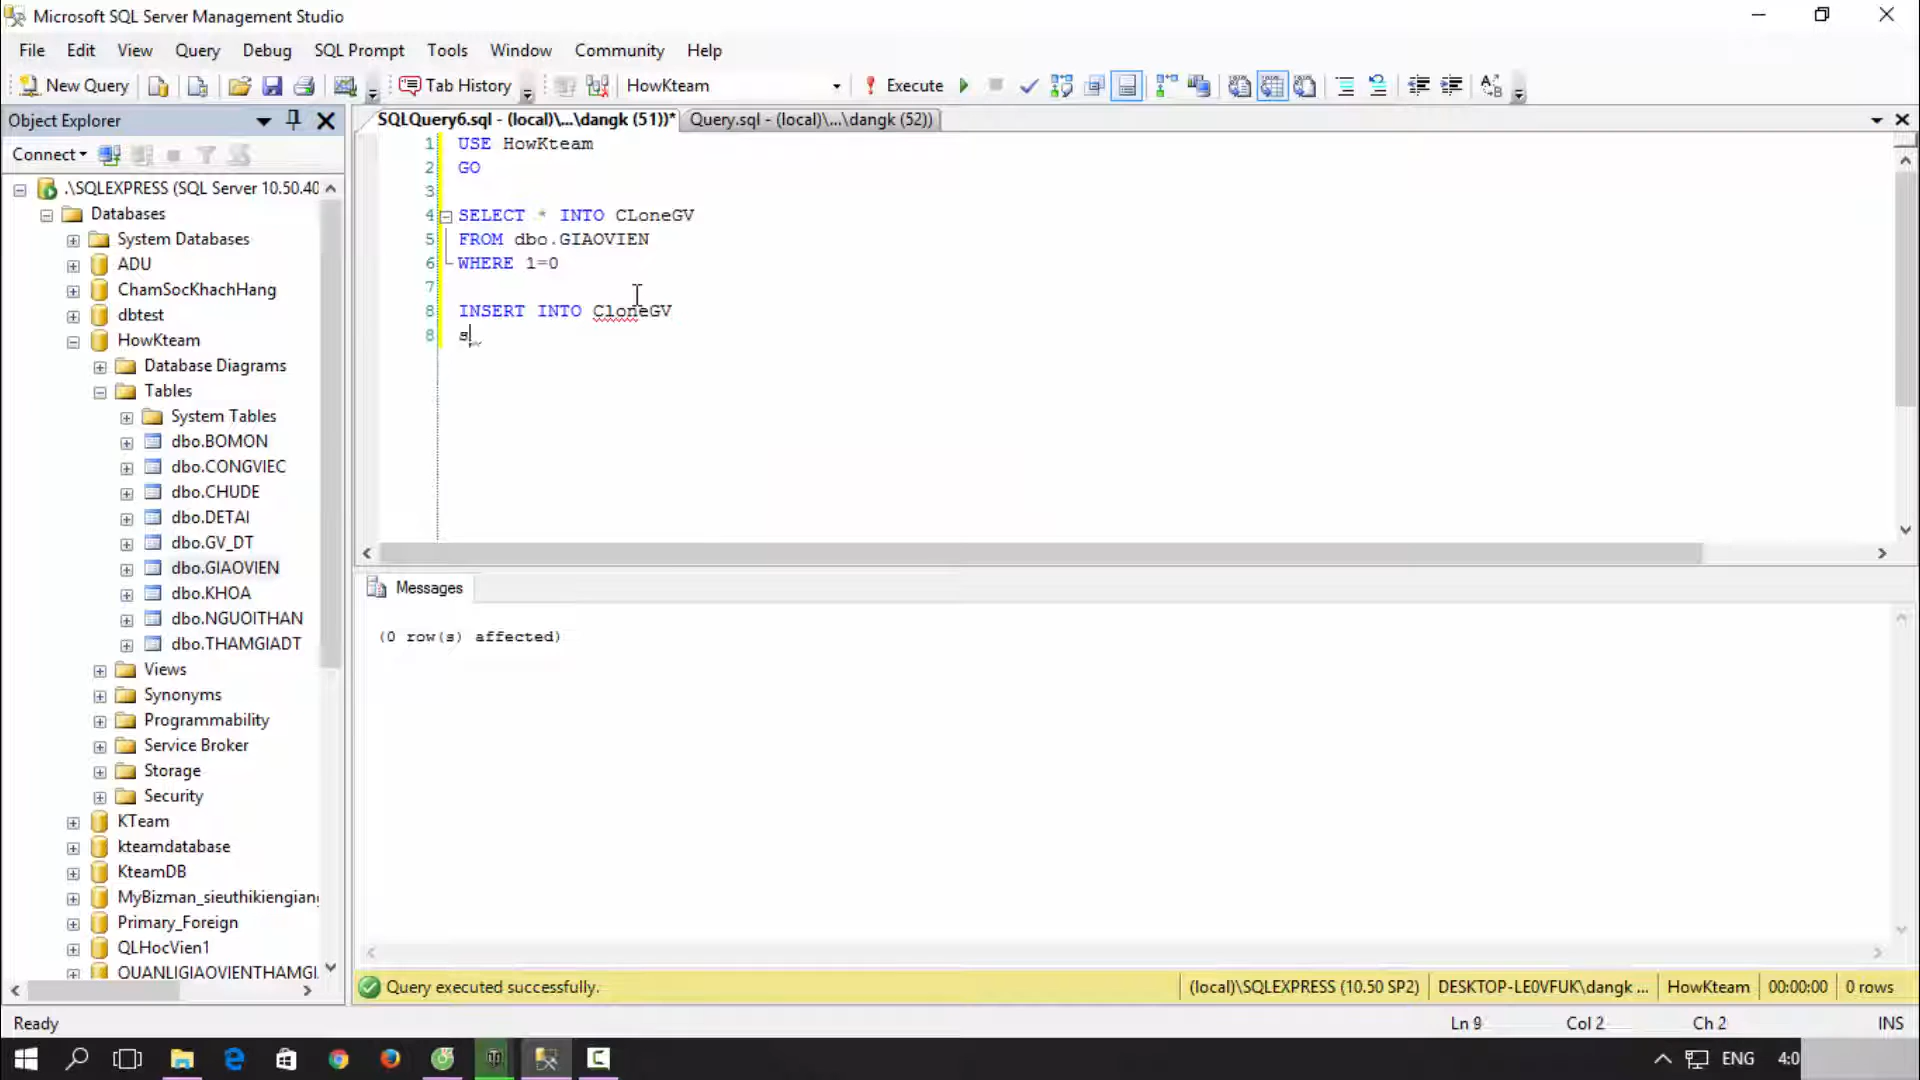 Microsoft SQL Server Management Studio
File Edit View Query Debug SQL Prompt Tools Window Community Help
New Query Tab History HowKteam Execute
Object Explorer
SQLQuery6.sql - (local)\...\dangk (51))* Query.sql - (local)\...\dangk (52))
Connect
.\SQLEXPRESS (SQL Server 10.50.40
Databases
System Databases
ADU
ChamSocKhachHang
dbtest
HowKteam
Database Diagrams
Tables
System Tables
dbo.BOMON
dbo.CONGVIEC
dbo.CHUDE
dbo.DETAI
dbo.GV_DT
dbo.GIAOVIEN
dbo.KHOA
dbo.NGUOITHAN
dbo.THAMGIADT
Views
Synonyms
Programmability
Service Broker
Storage
Security
KTeam
kteamdatabase
KteamDB
MyBizman_sieuthikiengiang
Primary_Foreign
QLHocVien1
QUANLIGIAOVIENTHAMGI
1 USE HowKteam
2 GO
3
4 SELECT * INTO CLoneGV
5 FROM dbo.GIAOVIEN
6 WHERE 1=0
7
8 INSERT INTO CloneGV
8 s
Messages
(0 row(s) affected)
Query executed successfully. (local)\SQLEXPRESS (10.50 SP2) DESKTOP-LE0VFUK\dangk ... HowKteam 00:00:00 0 rows
Ready Ln 9 Col 2 Ch 2 INS
ENG 4:0